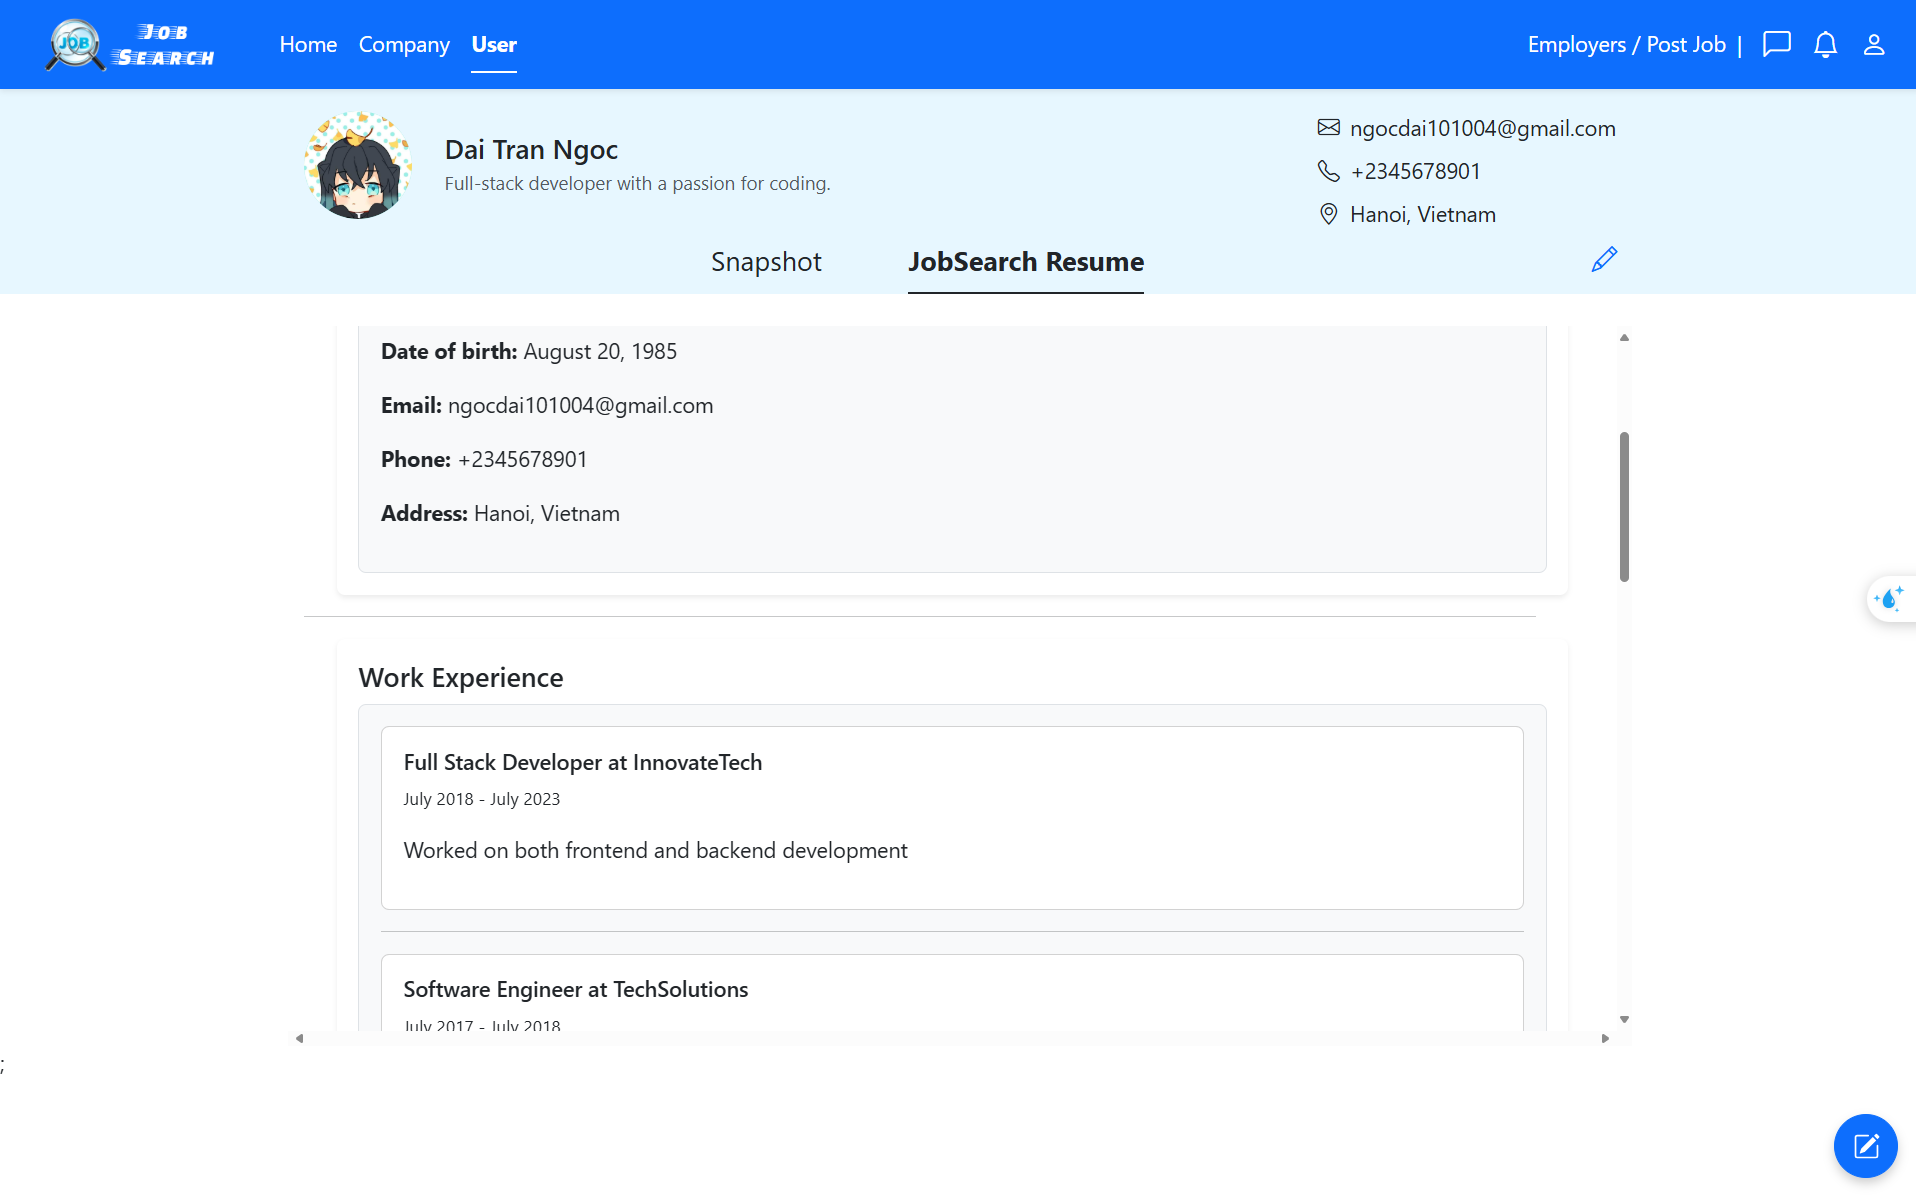 JOB
JOB
SEARCH
Home Company User
Employers / Post Job |
Dai Tran Ngoc
Full-stack developer with a passion for coding.
ngocdai101004@gmail.com
+2345678901
Hanoi, Vietnam
Snapshot JobSearch Resume
Date of birth: August 20, 1985
Email: ngocdai101004@gmail.com
Phone: +2345678901
Address: Hanoi, Vietnam
Work Experience
Full Stack Developer at InnovateTech
July 2018 - July 2023
Worked on both frontend and backend development
Software Engineer at TechSolutions
July 2017 - July 2018
;